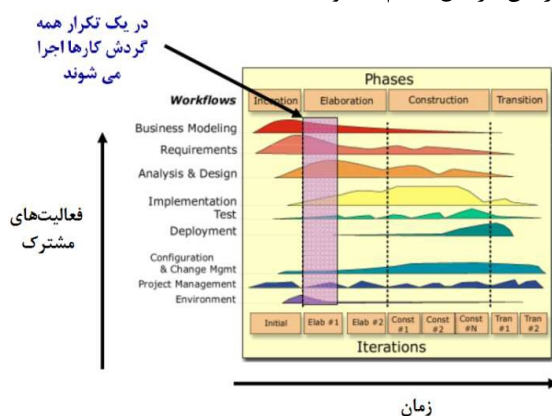 در یک تکرار همه
گردش کارها اجرا
می شوند
Phases
Workflows
Inception
Elaboration
Construction
Transition
Business Modeling
Requirements
Analysis & Design
Implementation
Test
Deployment
Configuration
& Change Mgmt
Project Management
Environment
Initial
Elab #1
Elab #2
Const
#1
Const
#2
Const
#N
Tran
#1
Tran
#2
Iterations
فعالیت‌های
مشترک
زمان